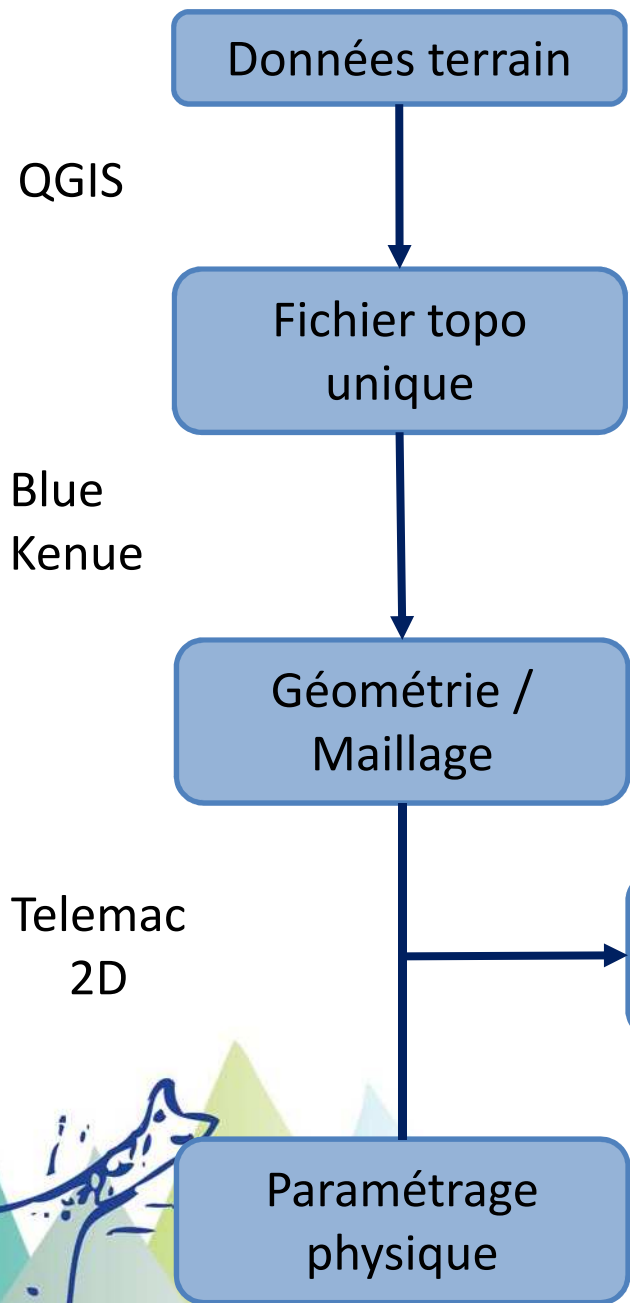 Données terrain
QGIS
Fichier topo
unique
Blue
Kenue
Géométrie /
Maillage
Telemac
2D
Paramétrage
physique